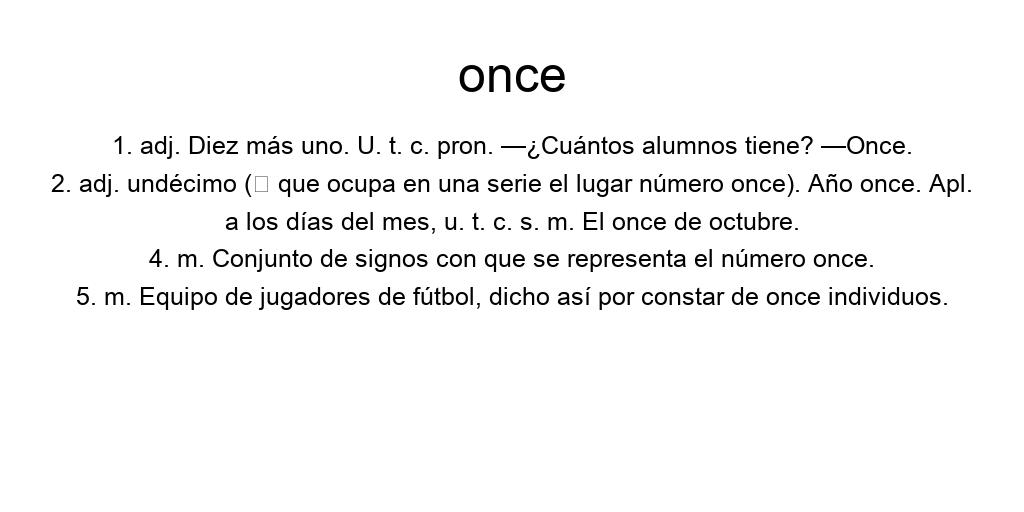 once
1. adj. Diez más uno. U. t. c. pron. —¿Cuántos alumnos tiene? —Once.
2. adj. undécimo (□ que ocupa en una serie el lugar número once). Año once. Apl.
a los días del mes, u. t. c. s. m. El once de octubre.
4. m. Conjunto de signos con que se representa el número once.
5. m. Equipo de jugadores de fútbol, dicho así por constar de once individuos.